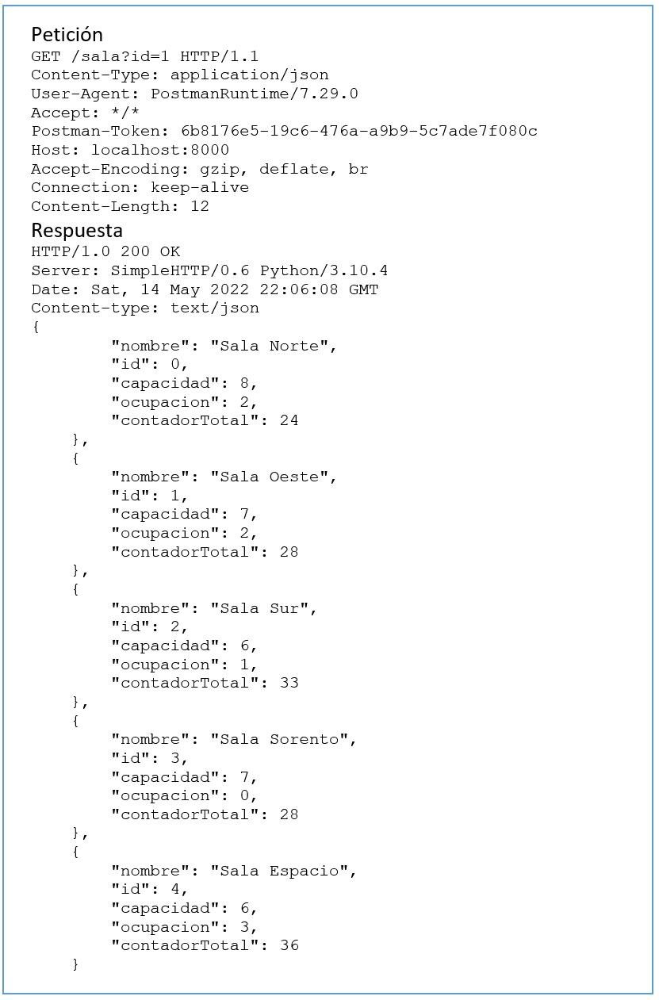 Petición
GET /sala?id=1 HTTP/1.1
Content-Type: application/json
User-Agent: PostmanRuntime/7.29.0
Accept: */*
Postman-Token: 6b8176e5-19c6-476a-a9b9-5c7ade7f080c
Host: localhost:8000
Accept-Encoding: gzip, deflate, br
Connection: keep-alive
Content-Length: 12
Respuesta
HTTP/1.0 200 OK
Server: SimpleHTTP/0.6 Python/3.10.4
Date: Sat, 14 May 2022 22:06:08 GMT
Content-type: text/json
{
        "nombre": "Sala Norte",
        "id": 0,
        "capacidad": 8,
        "ocupacion": 2,
        "contadorTotal": 24
    },
    {
        "nombre": "Sala Oeste",
        "id": 1,
        "capacidad": 7,
        "ocupacion": 2,
        "contadorTotal": 28
    },
    {
        "nombre": "Sala Sur",
        "id": 2,
        "capacidad": 6,
        "ocupacion": 1,
        "contadorTotal": 33
    },
    {
        "nombre": "Sala Sorento",
        "id": 3,
        "capacidad": 7,
        "ocupacion": 0,
        "contadorTotal": 28
    },
    {
        "nombre": "Sala Espacio",
        "id": 4,
        "capacidad": 6,
        "ocupacion": 3,
        "contadorTotal": 36
    }